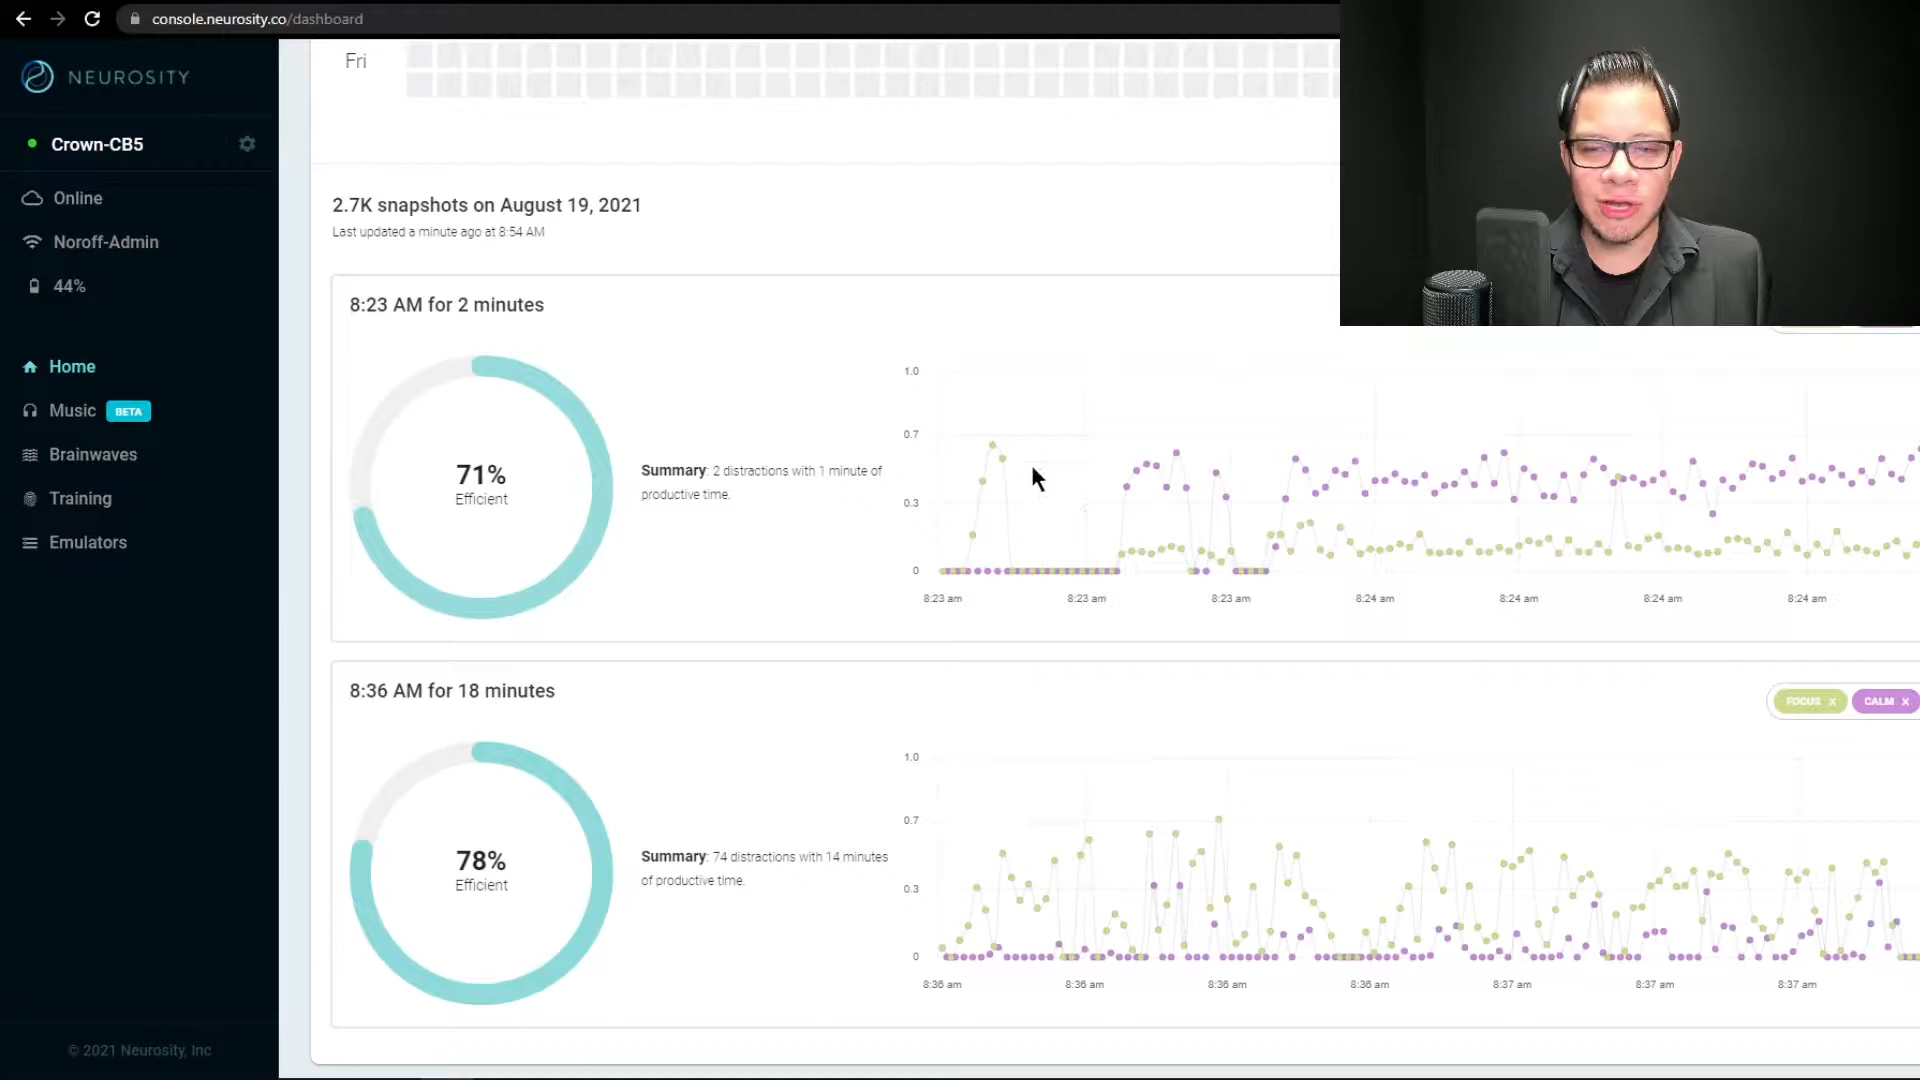 console.neurosity.co/dashboard
NEUROSITY
Crown-CB5
Online
Noroff-Admin
44%
Home
Music BETA
Brainwaves
Training
Emulators
© 2021 Neurosity, Inc
Fri
2.7K snapshots on August 19, 2021
Last updated a minute ago at 8:54 AM
8:23 AM for 2 minutes
71%
Efficient
Summary: 2 distractions with 1 minute of
productive time.
1.0
0.7
0.3
0
8:23 am 8:23 am 8:23 am 8:24 am 8:24 am 8:24 am 8:24 am
8:36 AM for 18 minutes
FOCUS x CALM x
78%
Efficient
Summary: 74 distractions with 14 minutes
of productive time.
1.0
0.7
0.3
0
8:36 am 8:36 am 8:36 am 8:36 am 8:37 am 8:37 am 8:37 am